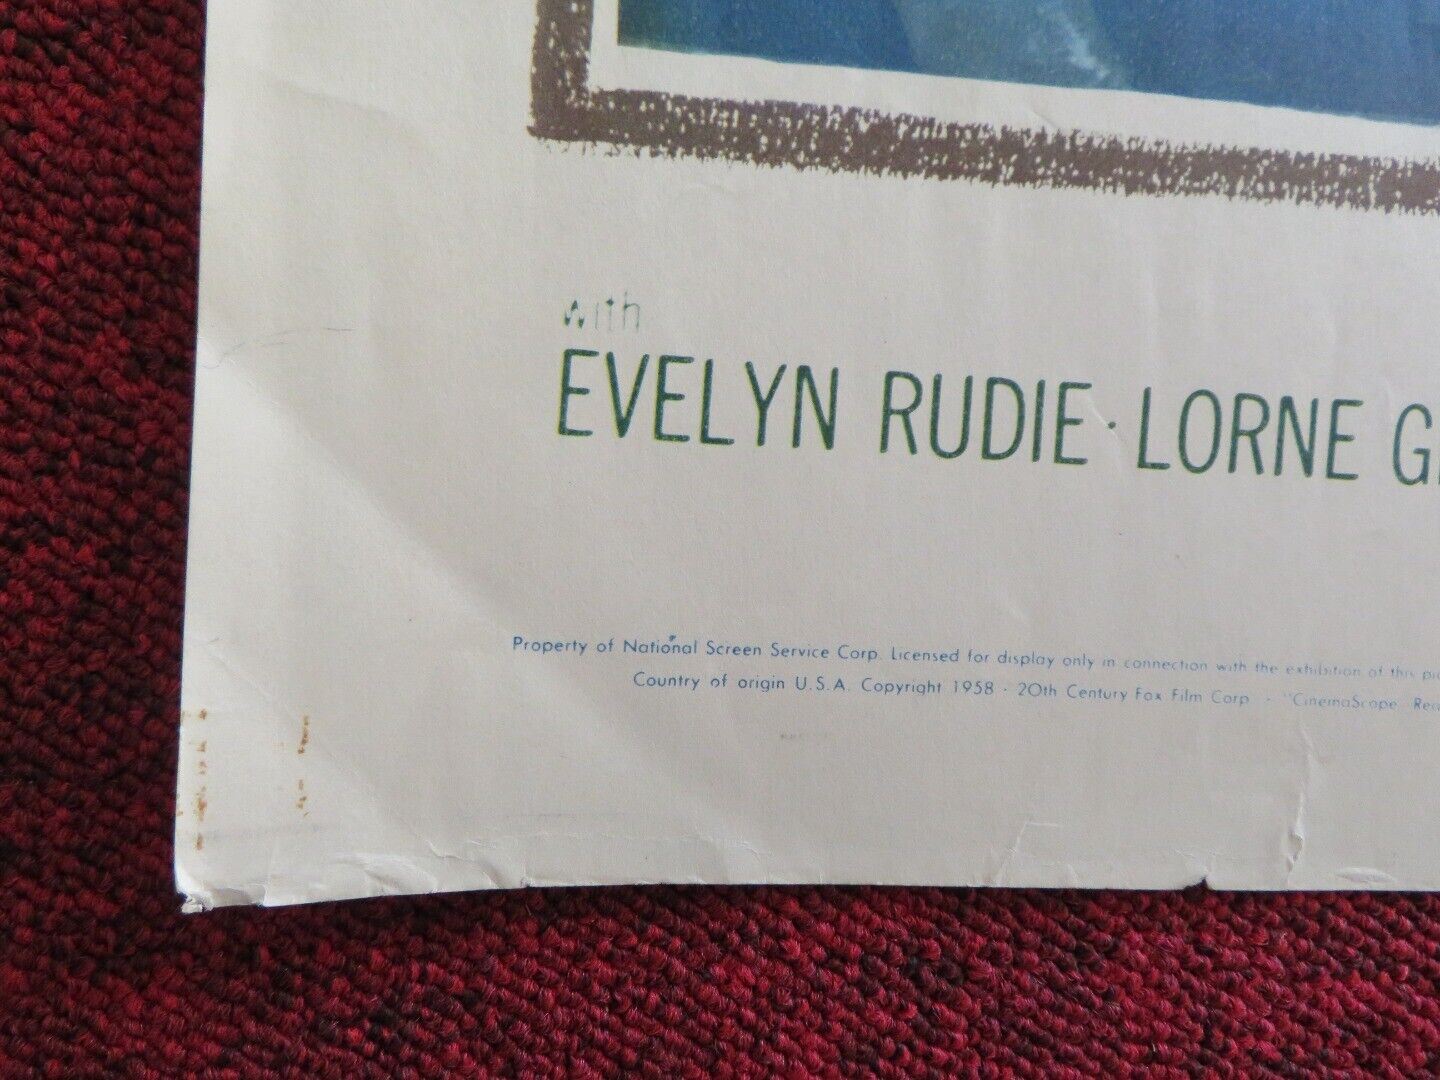 with
EVELYN RUDIE · LORNE
Property of National Screen Service Corp. Licensed for display only in connection with the exhibition of this
Country of origin U.S.A. Copyright 1958 · 20th Century Fox Film Corp · "CinemaScope